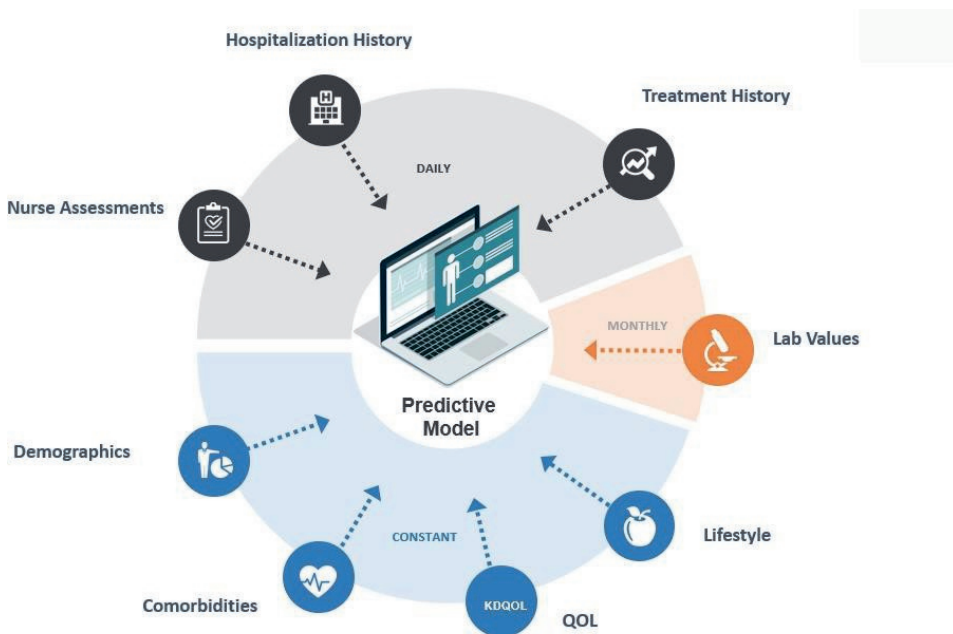 Hospitalization History
Treatment History
DAILY
Nurse Assessments
MONTHLY
Lab Values
Predictive
Model
Demographics
CONSTANT
Lifestyle
Comorbidities
KDQOL
QOL
H